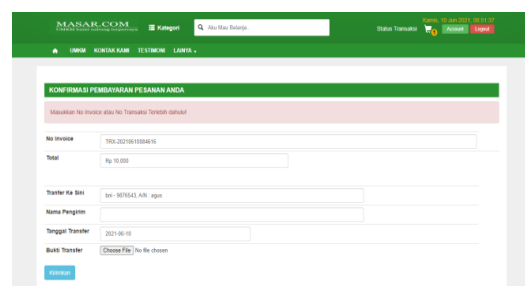 MASAR.COM
Kategori
Aku Mau Belanja...
Status Transaksi
0
Kamis, 10 Jun 2021, 08:51:37
Account
Logout
UMKM
KONTAK KAMI
TESTIMONI
LAINYA
KONFIRMASI PEMBAYARAN PESANAN ANDA
Masukkan No Invoice atau No Transaksi Terlebih dahulu!
No Invoice
TRX-20210610084616
Total
Rp 10.000
Tranfer Ke Sini
bni - 9876543, A/N : agus
Nama Pengirim
Tanggal Transfer
2021-06-10
Bukti Transfer
Choose File No file chosen
Kirimkan